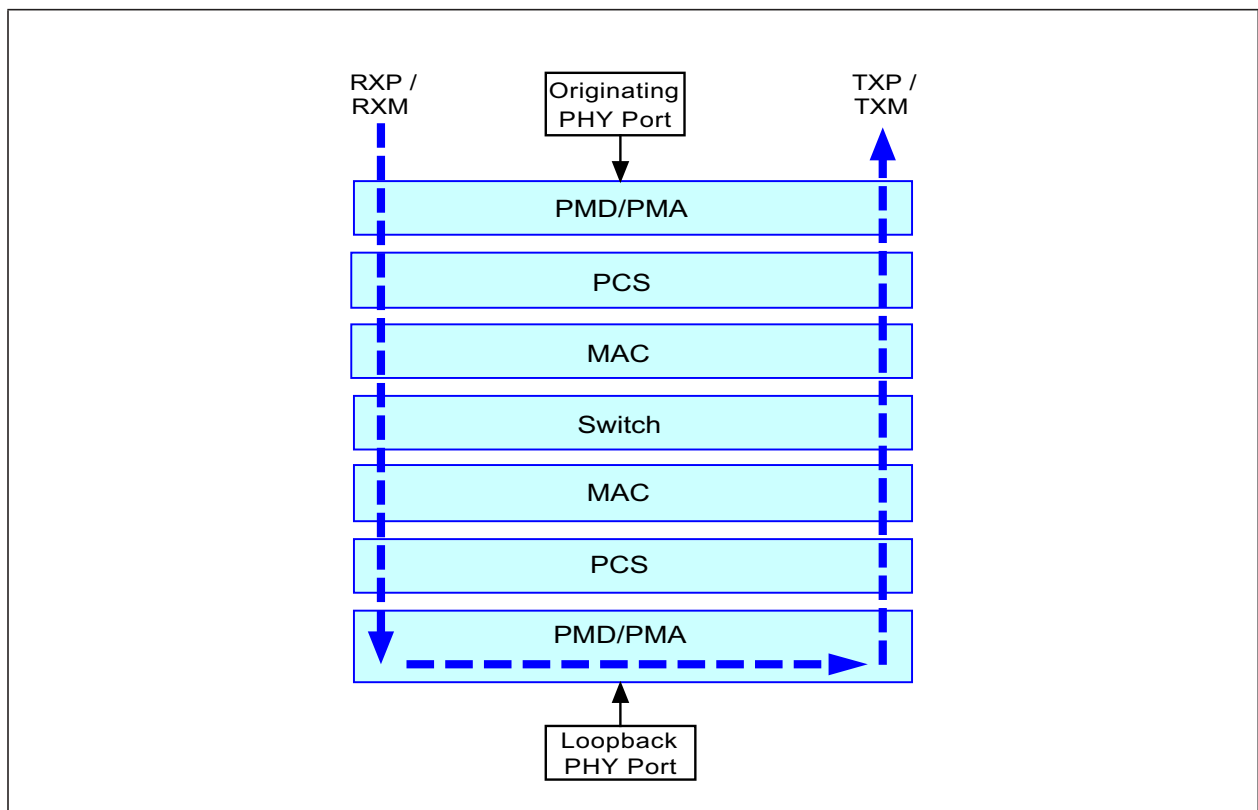 RXP /
RXM
Originating
PHY Port
TXP /
TXM
PMD/PMA
PCS
MAC
Switch
MAC
PCS
PMD/PMA
Loopback
PHY Port